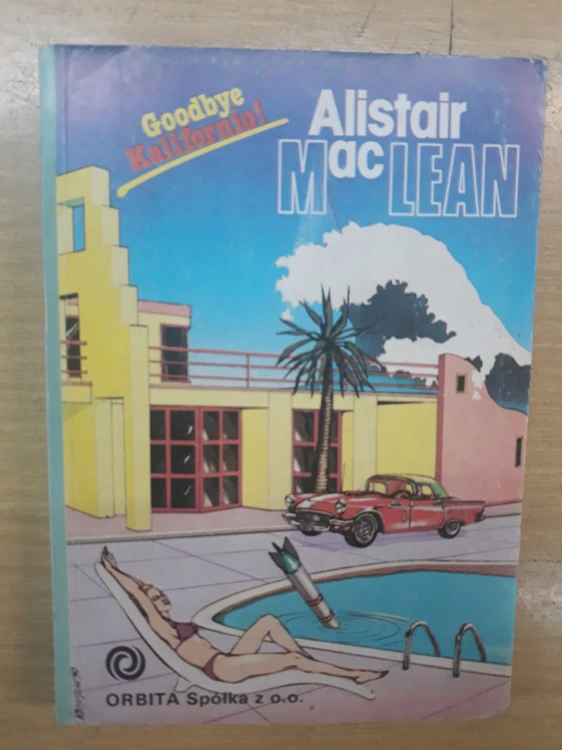 Goodbye
Kalifornio!
Alistair
MacLEAN
ORBITA Spółka z o.o.